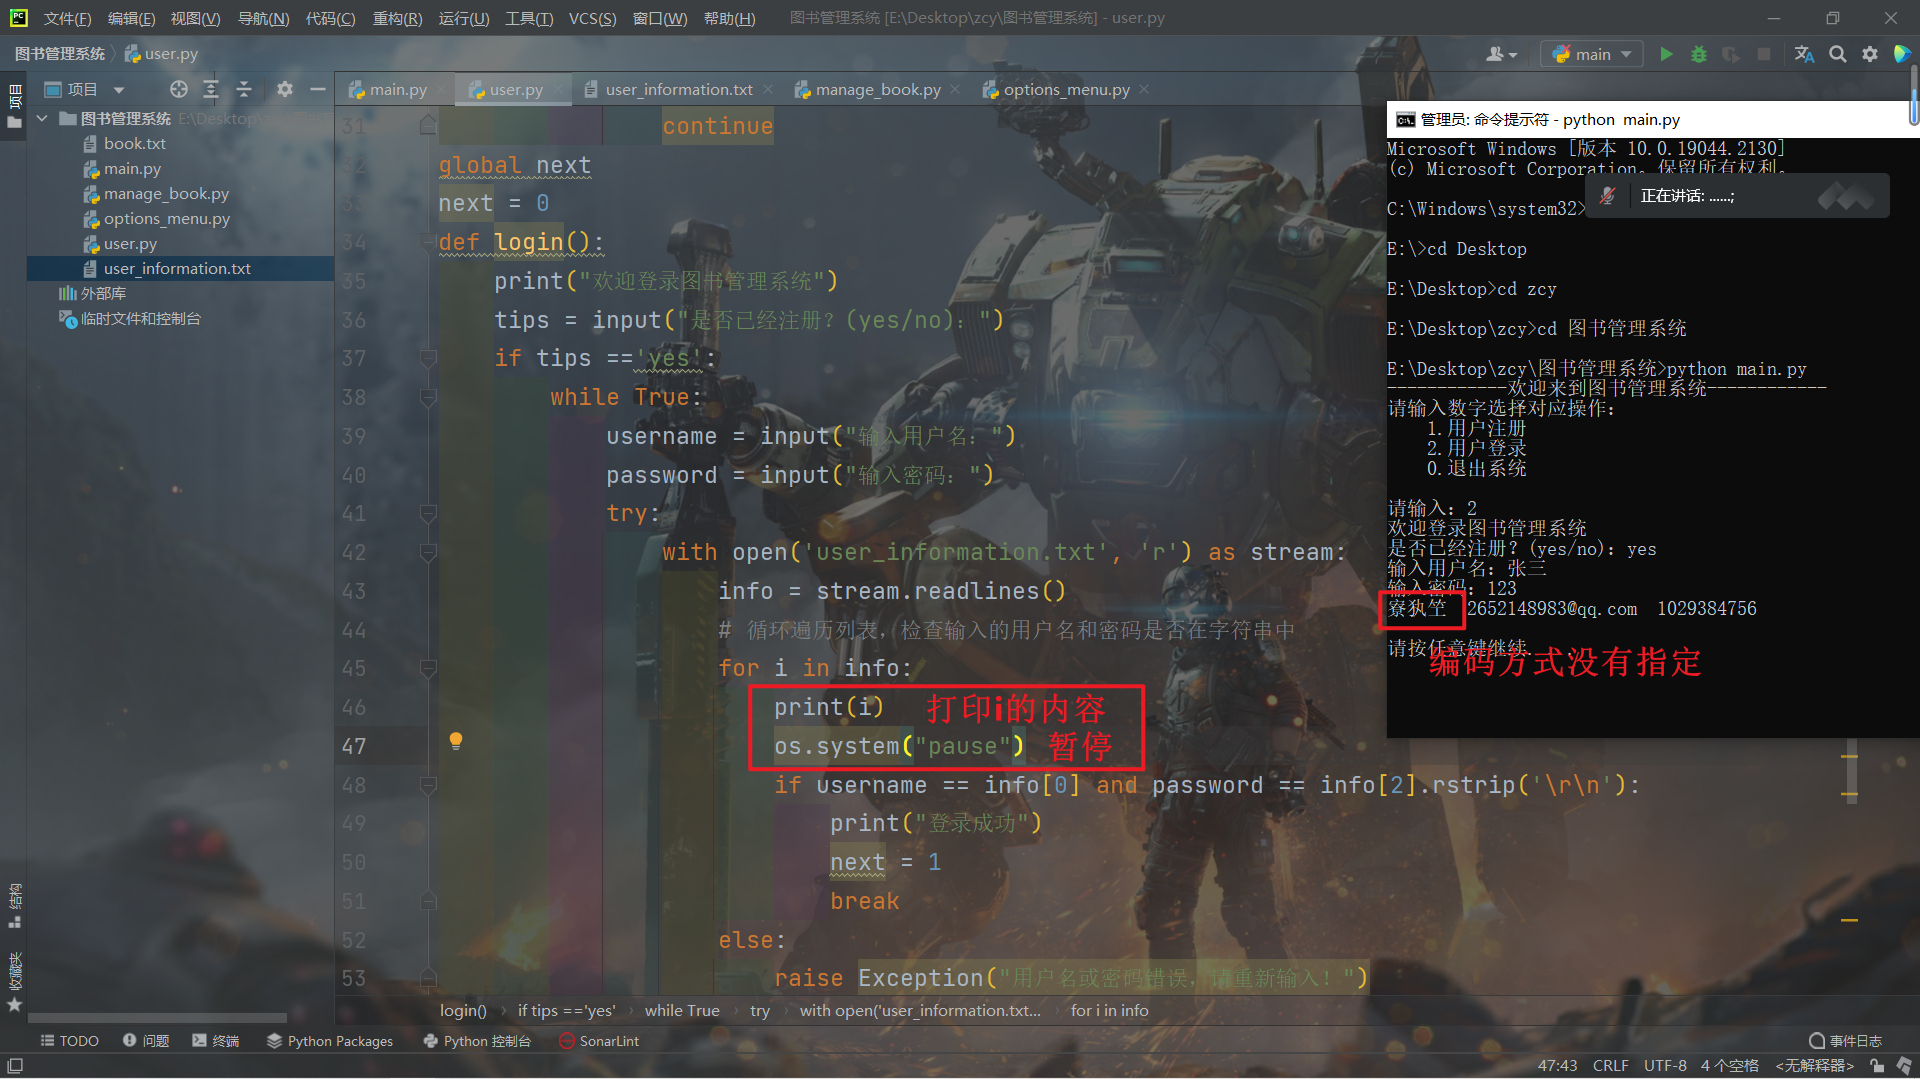 文件(F) 编辑(E) 视图(V) 导航(N) 代码(C) 重构(R) 运行(U) 工具(T) VCS(S) 窗口(W) 帮助(H) 图书管理系统 [E:\Desktop\zcy\图书管理系统] - user.py
图书管理系统 user.py
main
项目
项目
main.py
user.py
user_information.txt
manage_book.py
options_menu.py
图书管理系统 E:\Desktop\
book.txt
main.py
manage_book.py
options_menu.py
user.py
user_information.txt
外部库
临时文件和控制台
31 continue
32 global next
33 next = 0
34 def login():
35 print("欢迎登录图书管理系统")
36 tips = input("是否已经注册？(yes/no): ")
37 if tips =='yes':
38 while True:
39 username = input("输入用户名: ")
40 password = input("输入密码: ")
41 try:
42 with open('user_information.txt', 'r') as stream:
43 info = stream.readlines()
44 # 循环遍历列表，检查输入的用户名和密码是否在字符串中
45 for i in info:
46 print(i) 打印i的内容
47 os.system("pause") 暂停
48 if username == info[0] and password == info[2].rstrip('\r\n'):
49 print("登录成功")
50 next = 1
51 break
52 else:
53 raise Exception("用户名或密码错误，请重新输入！")
管理员: 命令提示符 - python  main.py
Microsoft Windows [版本 10.0.19044.2130]
(c) Microsoft Corporation。保留所有权利。
正在讲话: ......;
C:\Windows\system32>
E:\>cd Desktop
E:\Desktop>cd zcy
E:\Desktop\zcy>cd 图书管理系统
E:\Desktop\zcy\图书管理系统>python main.py
------------欢迎来到图书管理系统------------
请输入数字选择对应操作:
1.用户注册
2.用户登录
0.退出系统
请输入: 2
欢迎登录图书管理系统
是否已经注册？(yes/no): yes
输入用户名: 张三
输入密码: 123
寮犱笁 2652148983@qq.com 1029384756
请按任意键继续. . .
编码方式没有指定
结构
收藏夹
login() › if tips =='yes' › while True › try › with open('user_information.txt... › for i in info
TODO 问题 终端 Python Packages Python 控制台 SonarLint 事件日志
47:43 CRLF UTF-8 4 个空格 <无解释器>